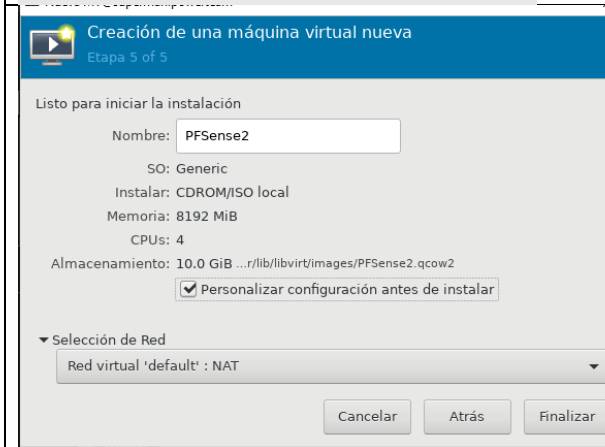 Creación de una máquina virtual nueva
Etapa 5 of 5
Listo para iniciar la instalación
Nombre: PFSense2
SO: Generic
Instalar: CDROM/ISO local
Memoria: 8192 MiB
CPUs: 4
Almacenamiento: 10.0 GiB ...r/lib/libvirt/images/PFSense2.qcow2
Personalizar configuración antes de instalar
Selección de Red
Red virtual 'default' : NAT
Cancelar Atrás Finalizar